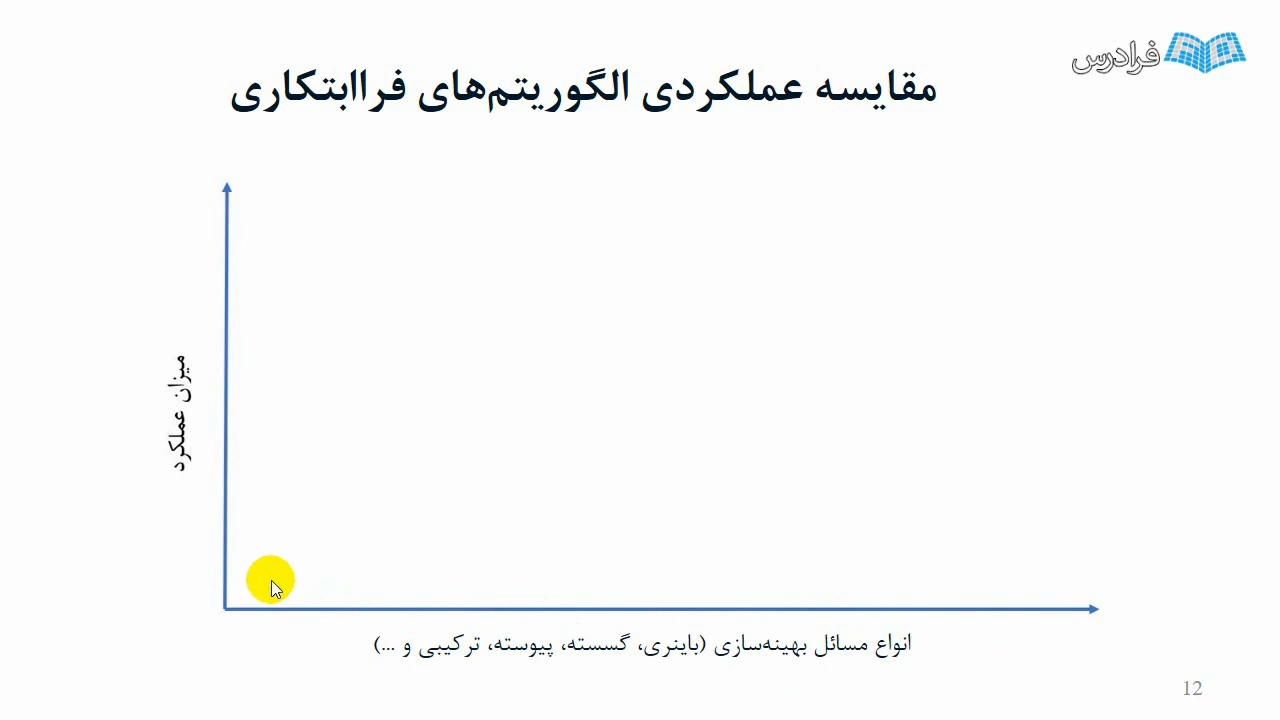 فرادرس
مقایسه عملکردی الگوریتم‌های فراابتکاری
میزان عملکرد
انواع مسائل بهینه‌سازی (باینری، گسسته، پیوسته، ترکیبی و ...)
12